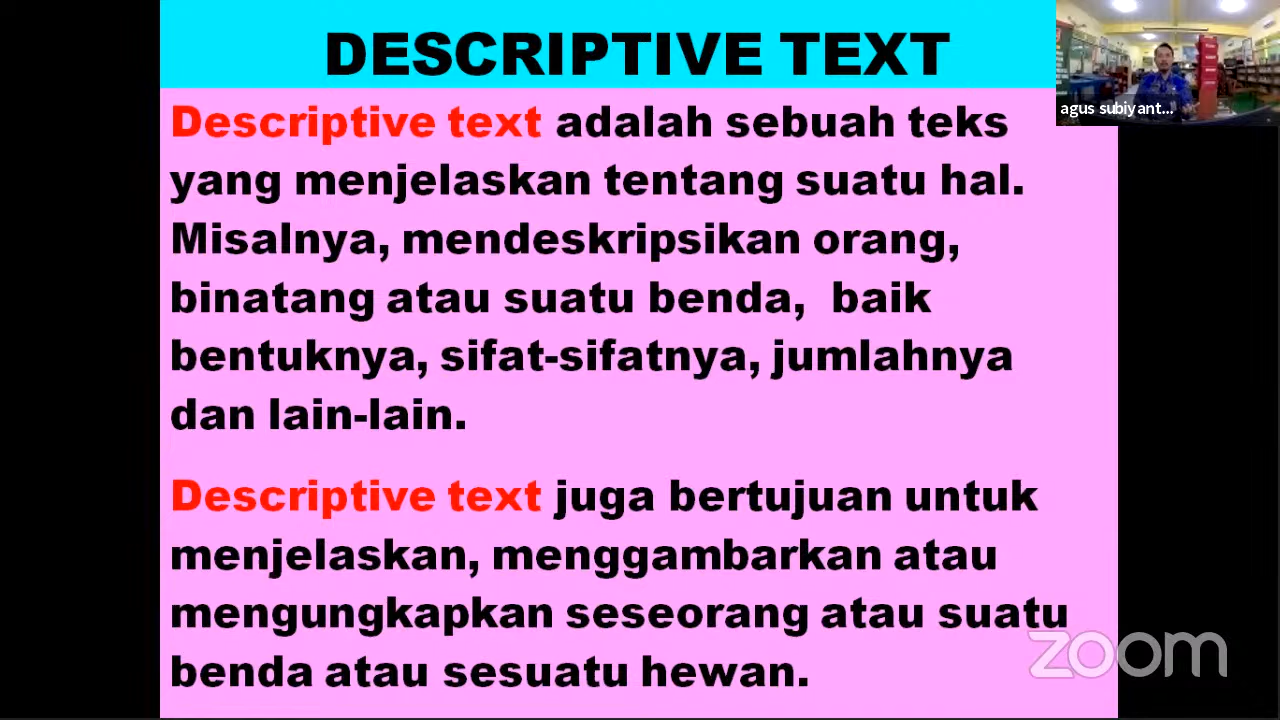 DESCRIPTIVE TEXT
agus subiyant...
Descriptive text adalah sebuah teks
yang menjelaskan tentang suatu hal.
Misalnya, mendeskripsikan orang,
binatang atau suatu benda,  baik
bentuknya, sifat-sifatnya, jumlahnya
dan lain-lain.
Descriptive text juga bertujuan untuk
menjelaskan, menggambarkan atau
mengungkapkan seseorang atau suatu
benda atau sesuatu hewan.
zoom